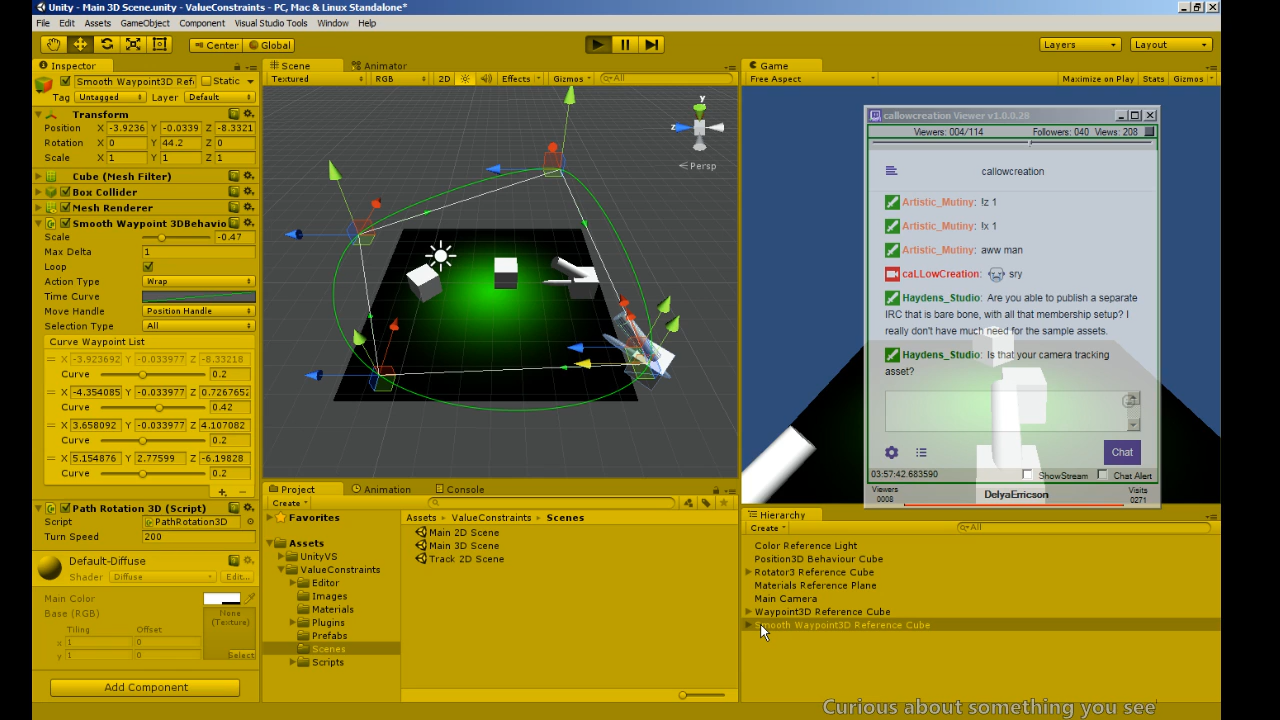 Unity - Main 3D Scene.unity - ValueConstraints - PC, Mac & Linux Standalone*
File Edit Assets GameObject Component Visual Studio Tools Window Help
Center Global Layers Layout
Inspector
Smooth Waypoint3D Ref Static
Tag Untagged Layer Default
Transform
Position X -3.9236 Y -0.0339 Z -8.3321
Rotation X 0 Y 44.2 Z 0
Scale X 1 Y 1 Z 1
Cube (Mesh Filter)
Box Collider
Mesh Renderer
Smooth Waypoint 3DBehavio
Scale -0.47
Max Delta 1
Loop
Action Type Wrap
Time Curve
Move Handle Position Handle
Selection Type All
Curve Waypoint List
X -3.923692 Y -0.033977 Z -8.33218
Curve 0.2
X -4.354085 Y -0.033977 Z 0.7267652
Curve 0.42
X 3.658092 Y -0.033977 Z 4.107082
Curve 0.2
X 5.154876 Y 2.77599 Z -6.19828
Curve 0.2
Path Rotation 3D (Script)
Script PathRotation3D
Turn Speed 200
Default-Diffuse
Shader Diffuse Edit...
Main Color
Base (RGB) None (Texture)
Tiling Offset
x 1 0
y 1 0
Select
Add Component
Scene Animator
Textured RGB 2D Effects Gizmos All
y
z
Persp
Project Animation Console
Create
Favorites
Assets
UnityVS
ValueConstraints
Editor
Images
Materials
Plugins
Prefabs
Scenes
Scripts
Assets ValueConstraints Scenes
Main 2D Scene
Main 3D Scene
Track 2D Scene
Game
Free Aspect Maximize on Play Stats Gizmos
callowcreation Viewer v1.0.0.28
Viewers: 004/114 Followers: 040 Views: 208
callowcreation
Artistic_Mutiny: !z 1
Artistic_Mutiny: !x 1
Artistic_Mutiny: aww man
caLLowCreation: sry
Haydens_Studio: Are you able to publish a separate
IRC that is bare bone, with all that membership setup? I
really don't have much need for the sample assets.
Haydens_Studio: Is that your camera tracking
asset?
Chat
03:57:42.683590 ShowStream Chat Alert
Viewers
0008
DelyaErricson
Visits
0271
Hierarchy
Create All
Color Reference Light
Position3D Behaviour Cube
Rotator3 Reference Cube
Materials Reference Plane
Main Camera
Waypoint3D Reference Cube
Smooth Waypoint3D Reference Cube
Curious about something you see